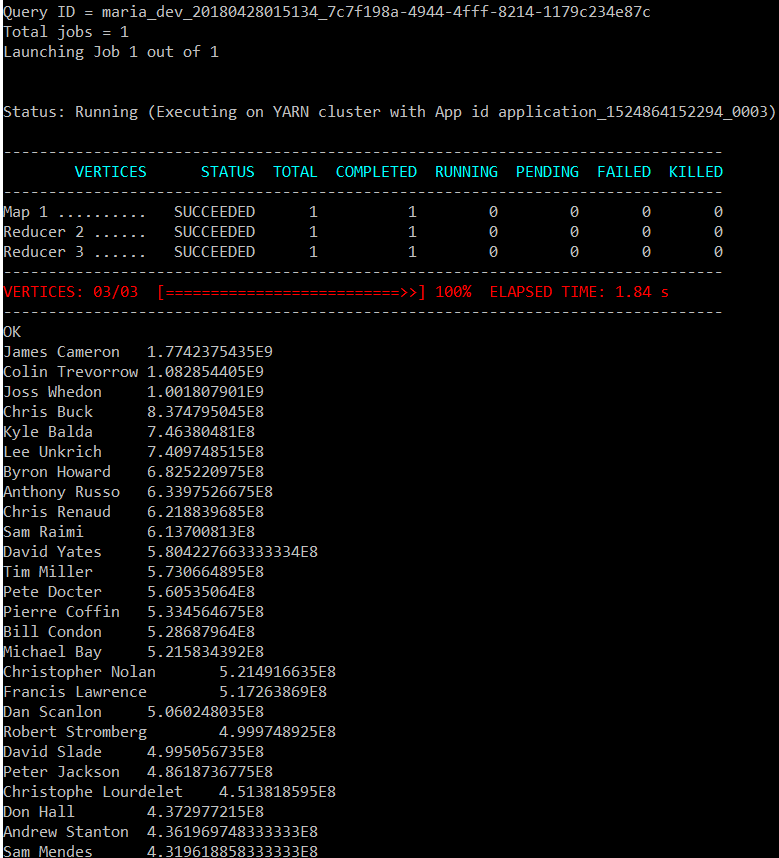 Query ID = maria_dev_20180428015134_7c7f198a-4944-4fff-8214-1179c234e87c
Total jobs = 1
Launching Job 1 out of 1
Status: Running (Executing on YARN cluster with App id application_1524864152294_0003)
--------------------------------------------------------------------------------
        VERTICES      STATUS  TOTAL  COMPLETED  RUNNING  PENDING  FAILED  KILLED
--------------------------------------------------------------------------------
Map 1 ..........   SUCCEEDED      1          1        0        0       0       0
Reducer 2 ......   SUCCEEDED      1          1        0        0       0       0
Reducer 3 ......   SUCCEEDED      1          1        0        0       0       0
--------------------------------------------------------------------------------
VERTICES: 03/03  [==========================>>] 100%  ELAPSED TIME: 1.84 s
--------------------------------------------------------------------------------
OK
James Cameron   1.7742375435E9
Colin Trevorrow 1.082854405E9
Joss Whedon     1.001807901E9
Chris Buck      8.374795045E8
Kyle Balda      7.46380481E8
Lee Unkrich     7.409748515E8
Byron Howard    6.825220975E8
Anthony Russo   6.3397526675E8
Chris Renaud    6.218839685E8
Sam Raimi       6.13700813E8
David Yates     5.804227663333334E8
Tim Miller      5.730664895E8
Pete Docter     5.60535064E8
Pierre Coffin   5.334564675E8
Bill Condon     5.28687964E8
Michael Bay     5.215834392E8
Christopher Nolan       5.214916635E8
Francis Lawrence        5.17263869E8
Dan Scanlon     5.060248035E8
Robert Stromberg        4.999748925E8
David Slade     4.995056735E8
Peter Jackson   4.8618736775E8
Christophe Lourdelet    4.513818595E8
Don Hall        4.372977215E8
Andrew Stanton  4.361969748333333E8
Sam Mendes      4.319618858333333E8